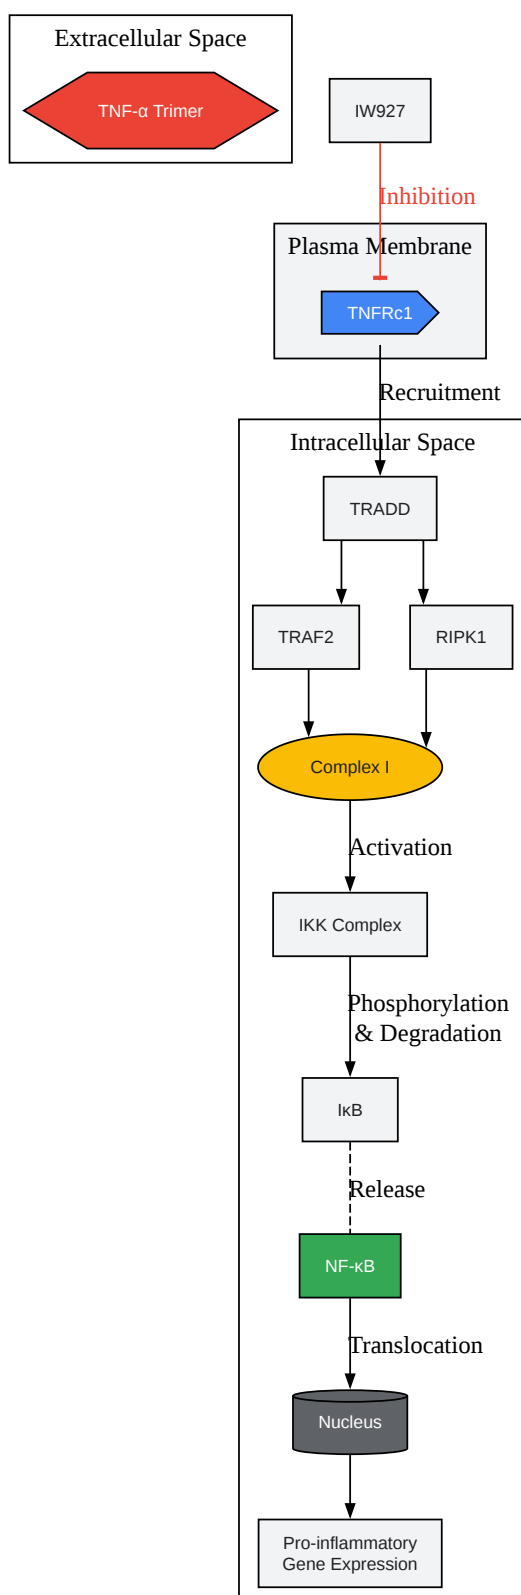 Extracellular Space
TNF-α Trimer
IW927
Inhibition
Plasma Membrane
TNFRc1
Recruitment
Intracellular Space
TRADD
TRAF2
RIPK1
Complex I
Activation
IKK Complex
Phosphorylation
& Degradation
IκB
Release
NF-κB
Translocation
Nucleus
Pro-inflammatory
Gene Expression